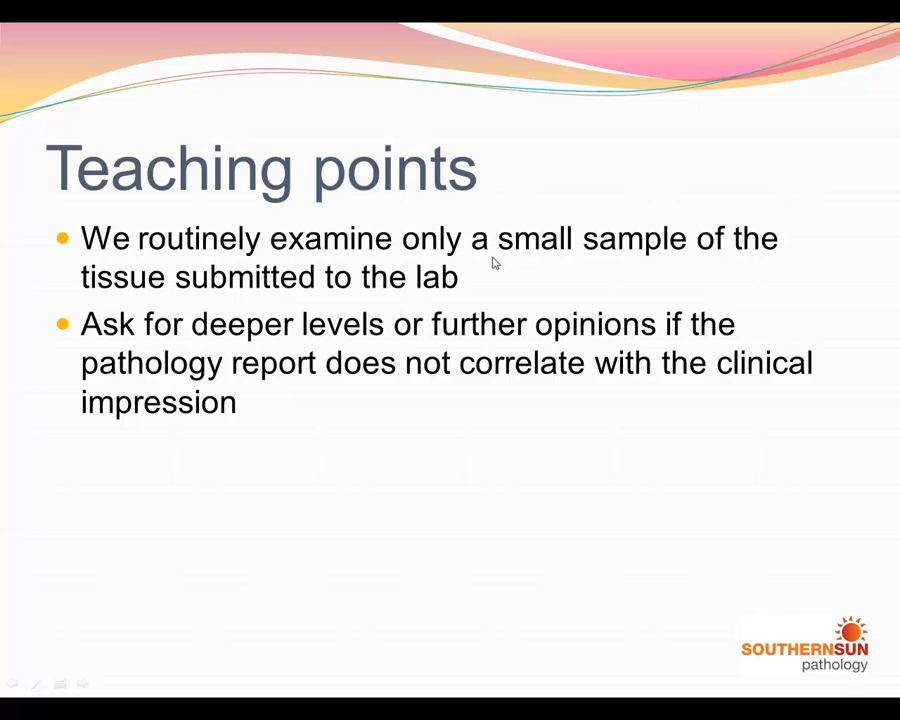 Teaching points
We routinely examine only a small sample of the
tissue submitted to the lab
Ask for deeper levels or further opinions if the
pathology report does not correlate with the clinical
impression
SOUTHERNSUN
pathology